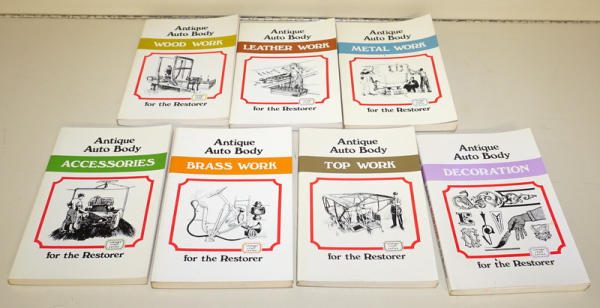 Antique
Auto Body
WOOD WORK
for the Restorer
Antique
Auto Body
LEATHER WORK
for the Restorer
Antique
Auto Body
METAL WORK
for the Restorer
Antique
Auto Body
ACCESSORIES
for the Restorer
Antique
Auto Body
BRASS WORK
for the Restorer
Antique
Auto Body
TOP WORK
for the Restorer
Antique
Auto Body
DECORATION
for the Restorer